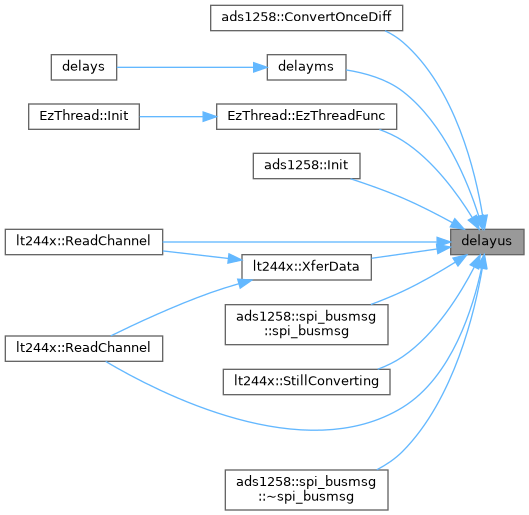 ads1258::ConvertOnceDiff
delays
delayms
EzThread::Init
EzThread::EzThreadFunc
ads1258::Init
delayus
lt244x::ReadChannel
lt244x::XferData
ads1258::spi_busmsg
::spi_busmsg
lt244x::ReadChannel
lt244x::StillConverting
ads1258::spi_busmsg
::~spi_busmsg